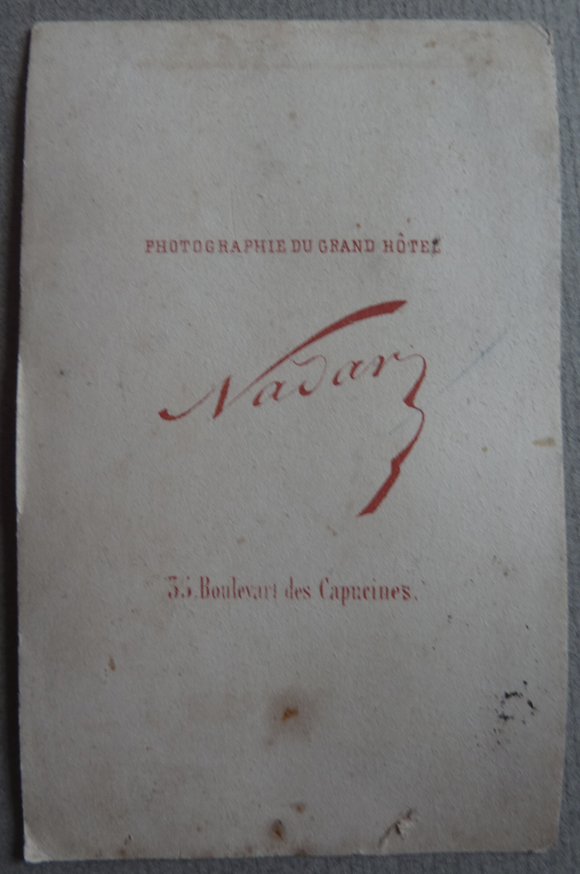 PHOTOGRAPHIE DU GRAND HÔTEL
Nadar
35, Boulevart des Capucines.